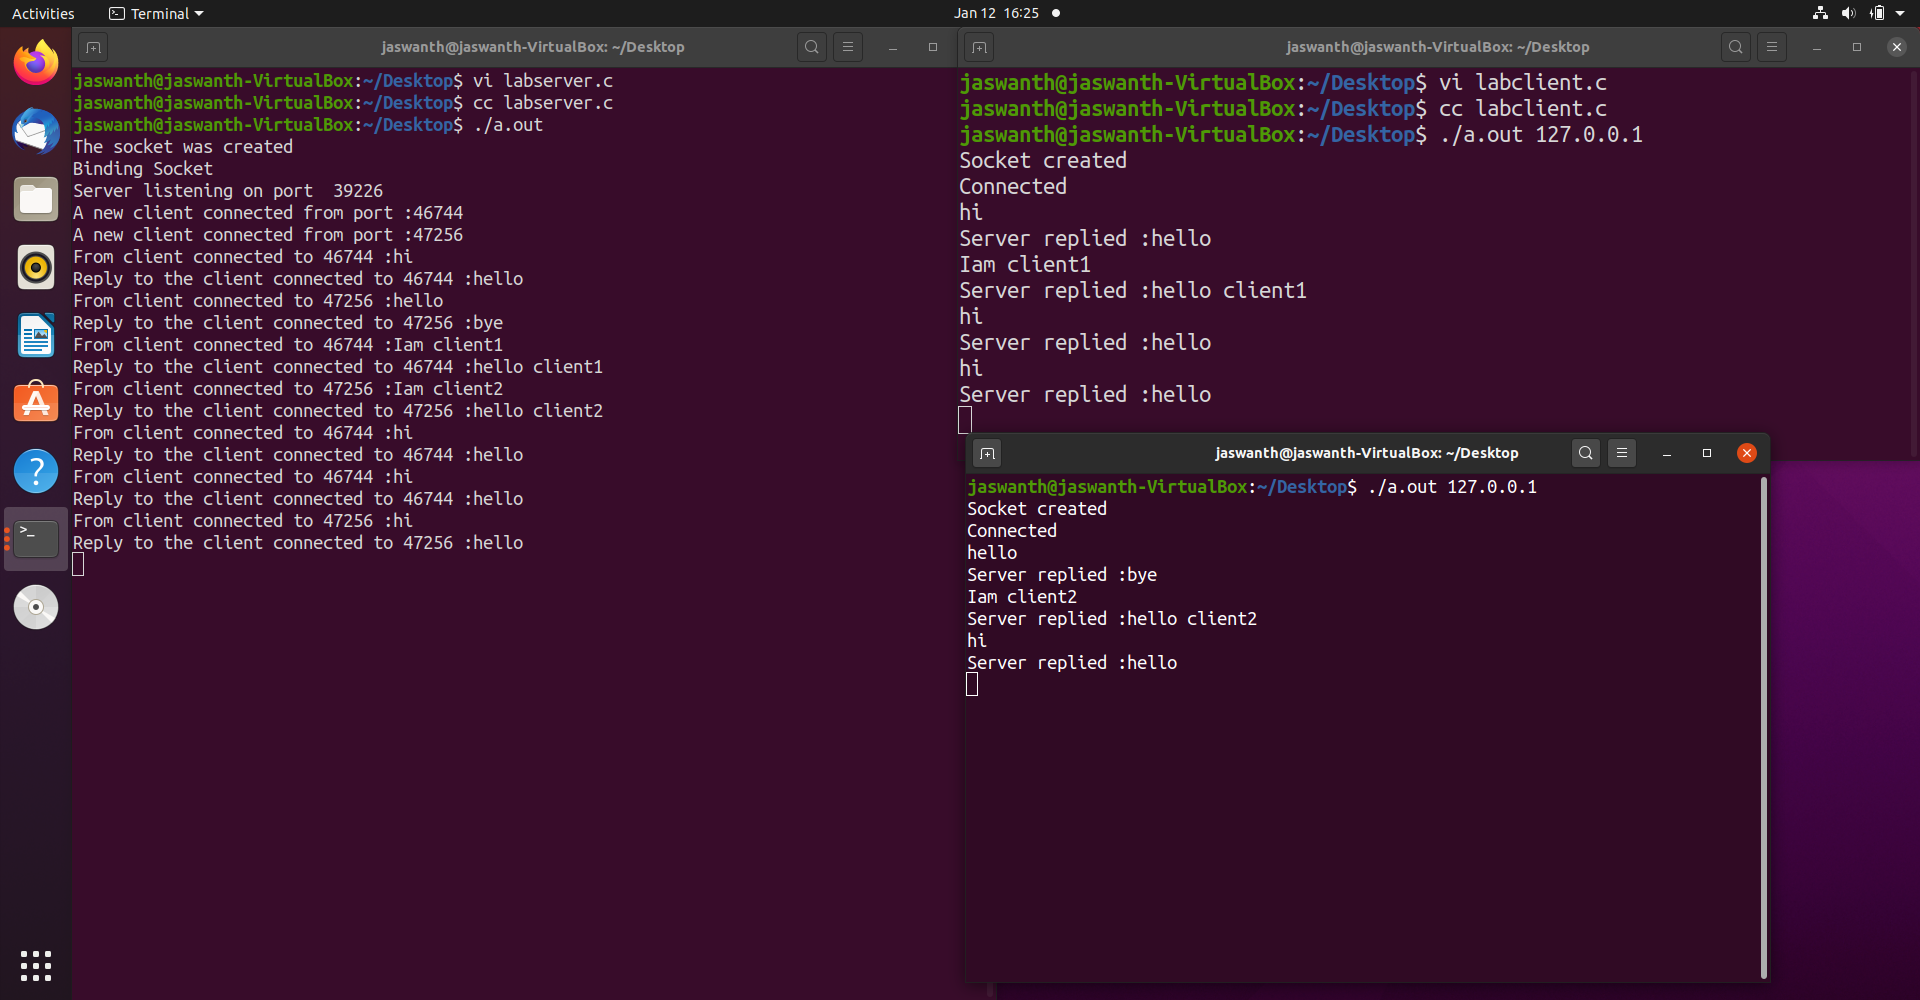 Activities
Terminal
Jan 12 16:25
jaswanth@jaswanth-VirtualBox: ~/Desktop
jaswanth@jaswanth-VirtualBox:~/Desktop$ vi labserver.c
jaswanth@jaswanth-VirtualBox:~/Desktop$ cc labserver.c
jaswanth@jaswanth-VirtualBox:~/Desktop$ ./a.out
The socket was created
Binding Socket
Server listening on port  39226
A new client connected from port :46744
A new client connected from port :47256
From client connected to 46744 :hi
Reply to the client connected to 46744 :hello
From client connected to 47256 :hello
Reply to the client connected to 47256 :bye
From client connected to 46744 :Iam client1
Reply to the client connected to 46744 :hello client1
From client connected to 47256 :Iam client2
Reply to the client connected to 47256 :hello client2
From client connected to 46744 :hi
Reply to the client connected to 46744 :hello
From client connected to 46744 :hi
Reply to the client connected to 46744 :hello
From client connected to 47256 :hi
Reply to the client connected to 47256 :hello
jaswanth@jaswanth-VirtualBox: ~/Desktop
jaswanth@jaswanth-VirtualBox:~/Desktop$ vi labclient.c
jaswanth@jaswanth-VirtualBox:~/Desktop$ cc labclient.c
jaswanth@jaswanth-VirtualBox:~/Desktop$ ./a.out 127.0.0.1
Socket created
Connected
hi
Server replied :hello
Iam client1
Server replied :hello client1
hi
Server replied :hello
hi
Server replied :hello
jaswanth@jaswanth-VirtualBox: ~/Desktop
jaswanth@jaswanth-VirtualBox:~/Desktop$ ./a.out 127.0.0.1
Socket created
Connected
hello
Server replied :bye
Iam client2
Server replied :hello client2
hi
Server replied :hello